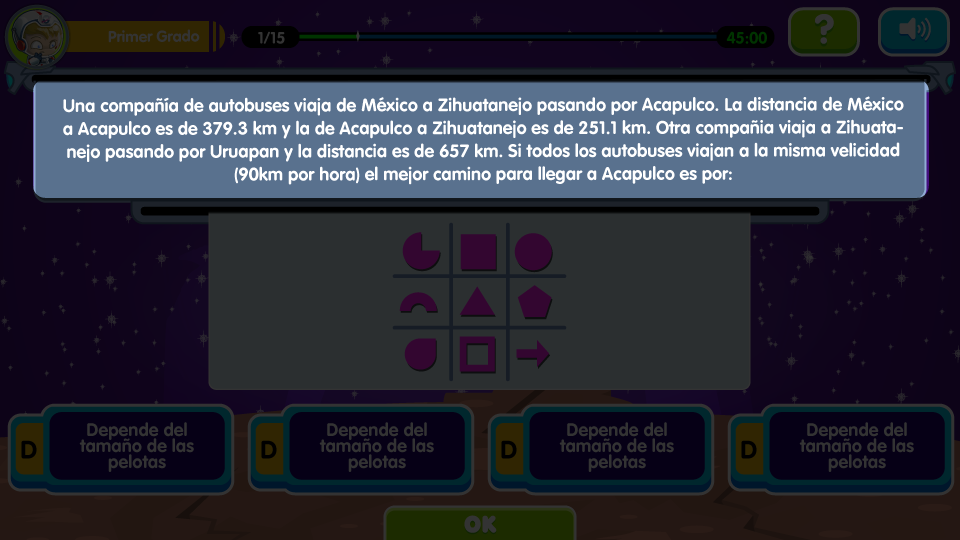 Primer Grado
1/15
45:00
?
Una compañía de autobuses viaja de México a Zihuatanejo pasando por Acapulco. La distancia de México
a Acapulco es de 379.3 km y la de Acapulco a Zihuatanejo es de 251.1 km. Otra compañia viaja a Zihuata-
nejo pasando por Uruapan y la distancia es de 657 km. Si todos los autobuses viajan a la misma velicidad
(90km por hora) el mejor camino para llegar a Acapulco es por:
D
Depende del
tamaño de las
pelotas
D
Depende del
tamaño de las
pelotas
D
Depende del
tamaño de las
pelotas
D
Depende del
tamaño de las
pelotas
OK